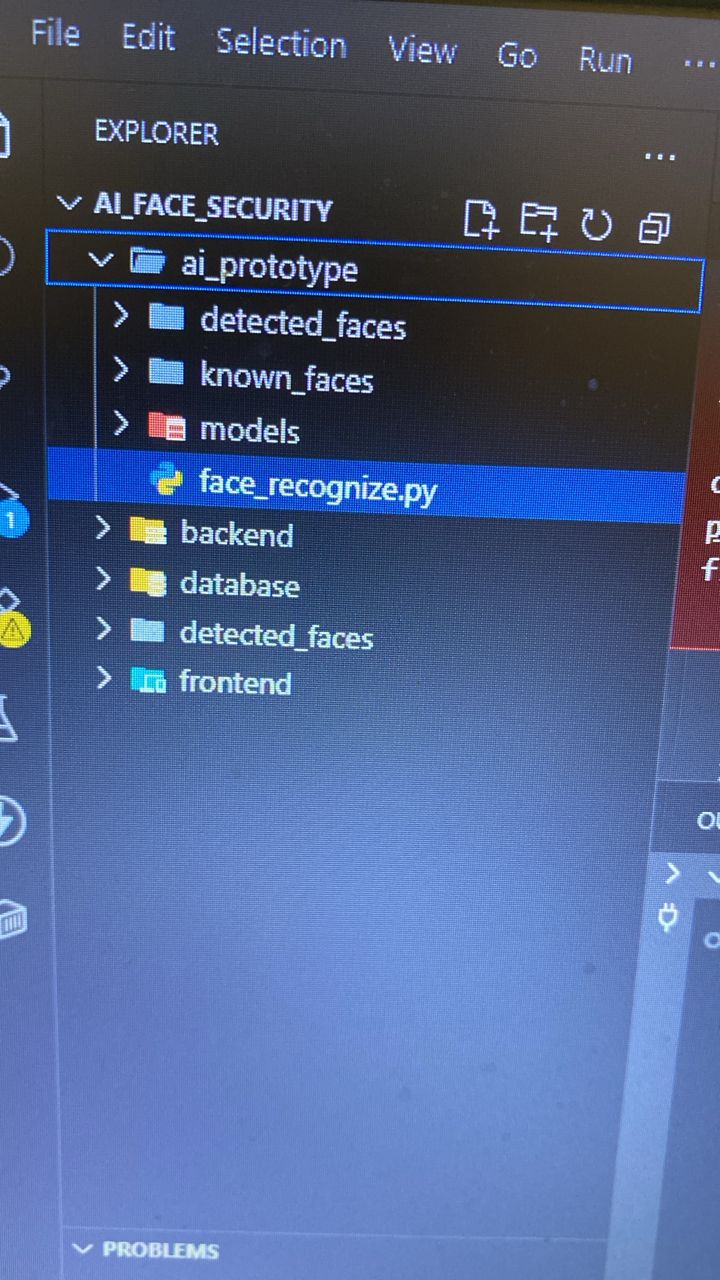 File Edit Selection View Go Run ...
EXPLORER ...
AI_FACE_SECURITY
ai_prototype
detected_faces
known_faces
models
face_recognize.py
1
backend
database
detected_faces
frontend
PROBLEMS